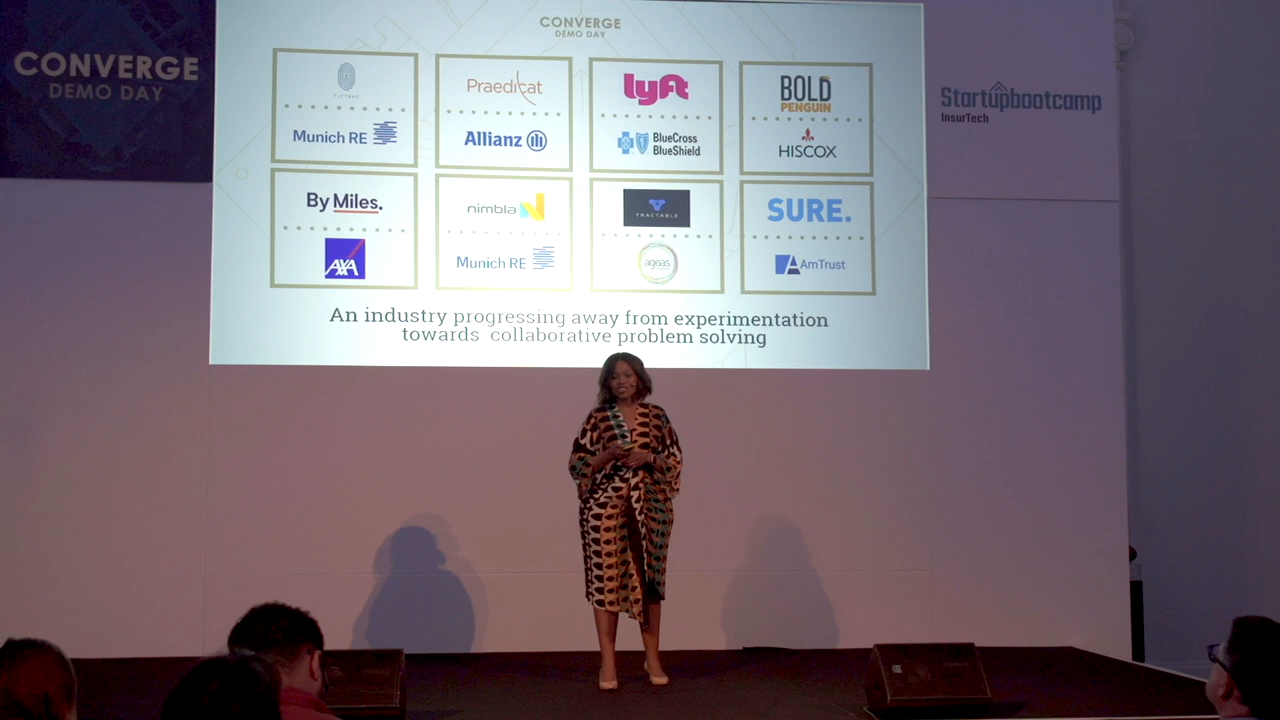 CONVERGE
DEMO DAY
CONVERGE
DEMO DAY
TICTRAC
Munich RE
Praedicat
Allianz
lyft
BlueCross
BlueShield
BOLD
PENGUIN
HISCOX
By Miles.
AXA
nimbla
Munich RE
TRACTABLE
ageas
SURE.
AmTrust
An industry progressing away from experimentation
towards collaborative problem solving
Startupbootcamp
InsurTech